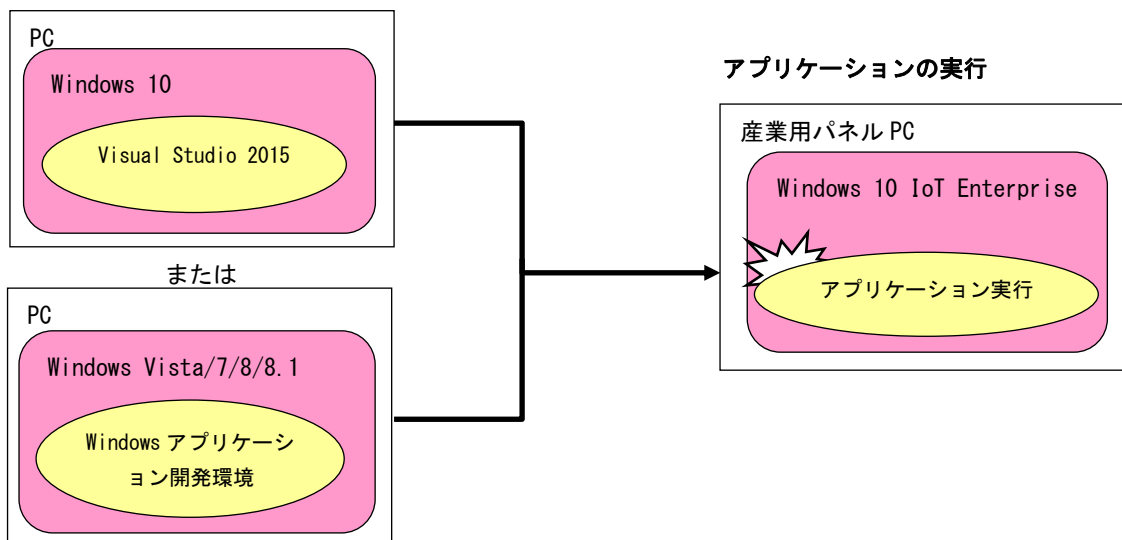 PC
Windows 10
Visual Studio 2015
または
PC
Windows Vista/7/8/8.1
Windows アプリケーシ
ョン開発環境
アプリケーションの実行
産業用パネル PC
Windows 10 IoT Enterprise
アプリケーション実行